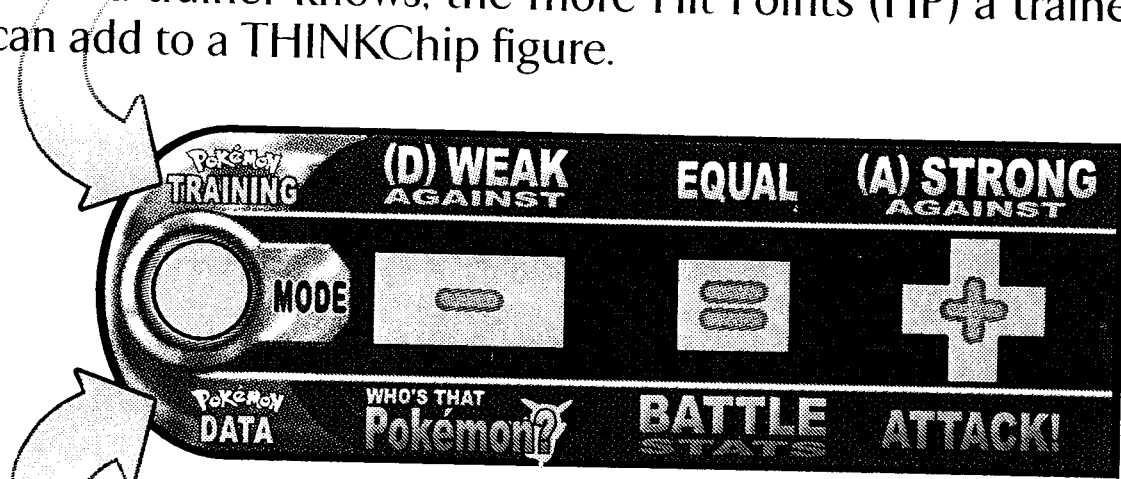 trainer knows, the more Hit Points (HP) a traine
can add to a THINKChip figure.
Pokémon
TRAINING
(D) WEAK
AGAINST
EQUAL
(A) STRONG
AGAINST
MODE
- = +
Pokémon
DATA
WHO'S THAT
Pokémon?
BATTLE
STATS
ATTACK!